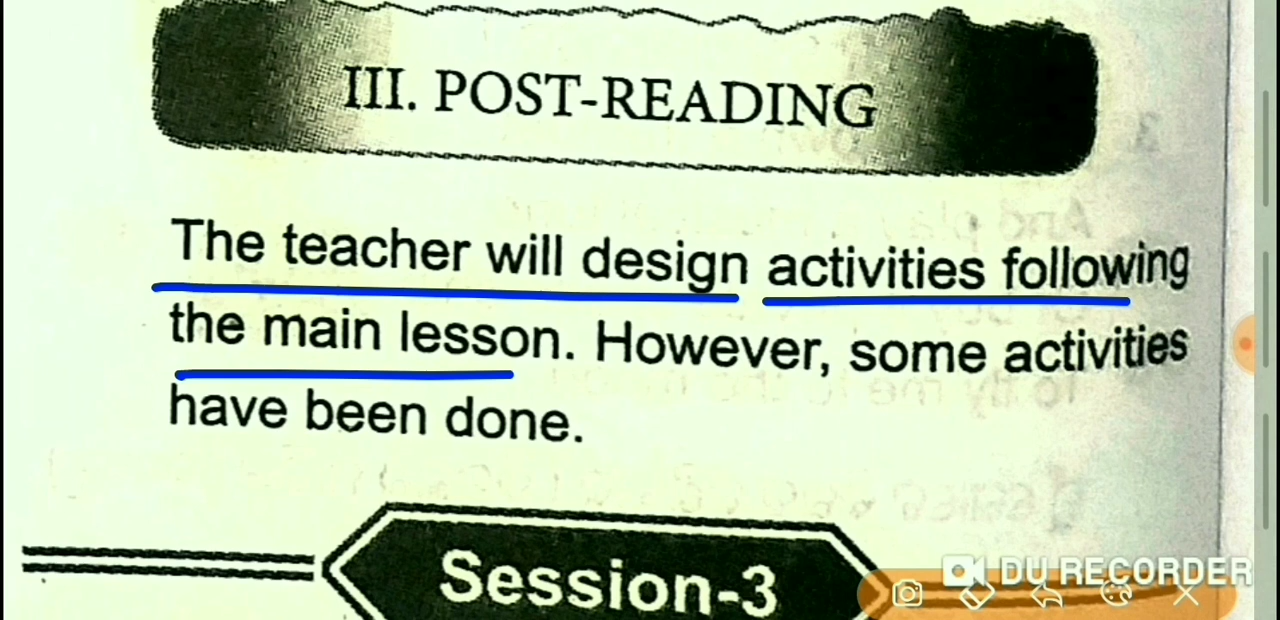 III. POST-READING
The teacher will design activities following
the main lesson. However, some activities
have been done.
Session-3
DU RECORDER